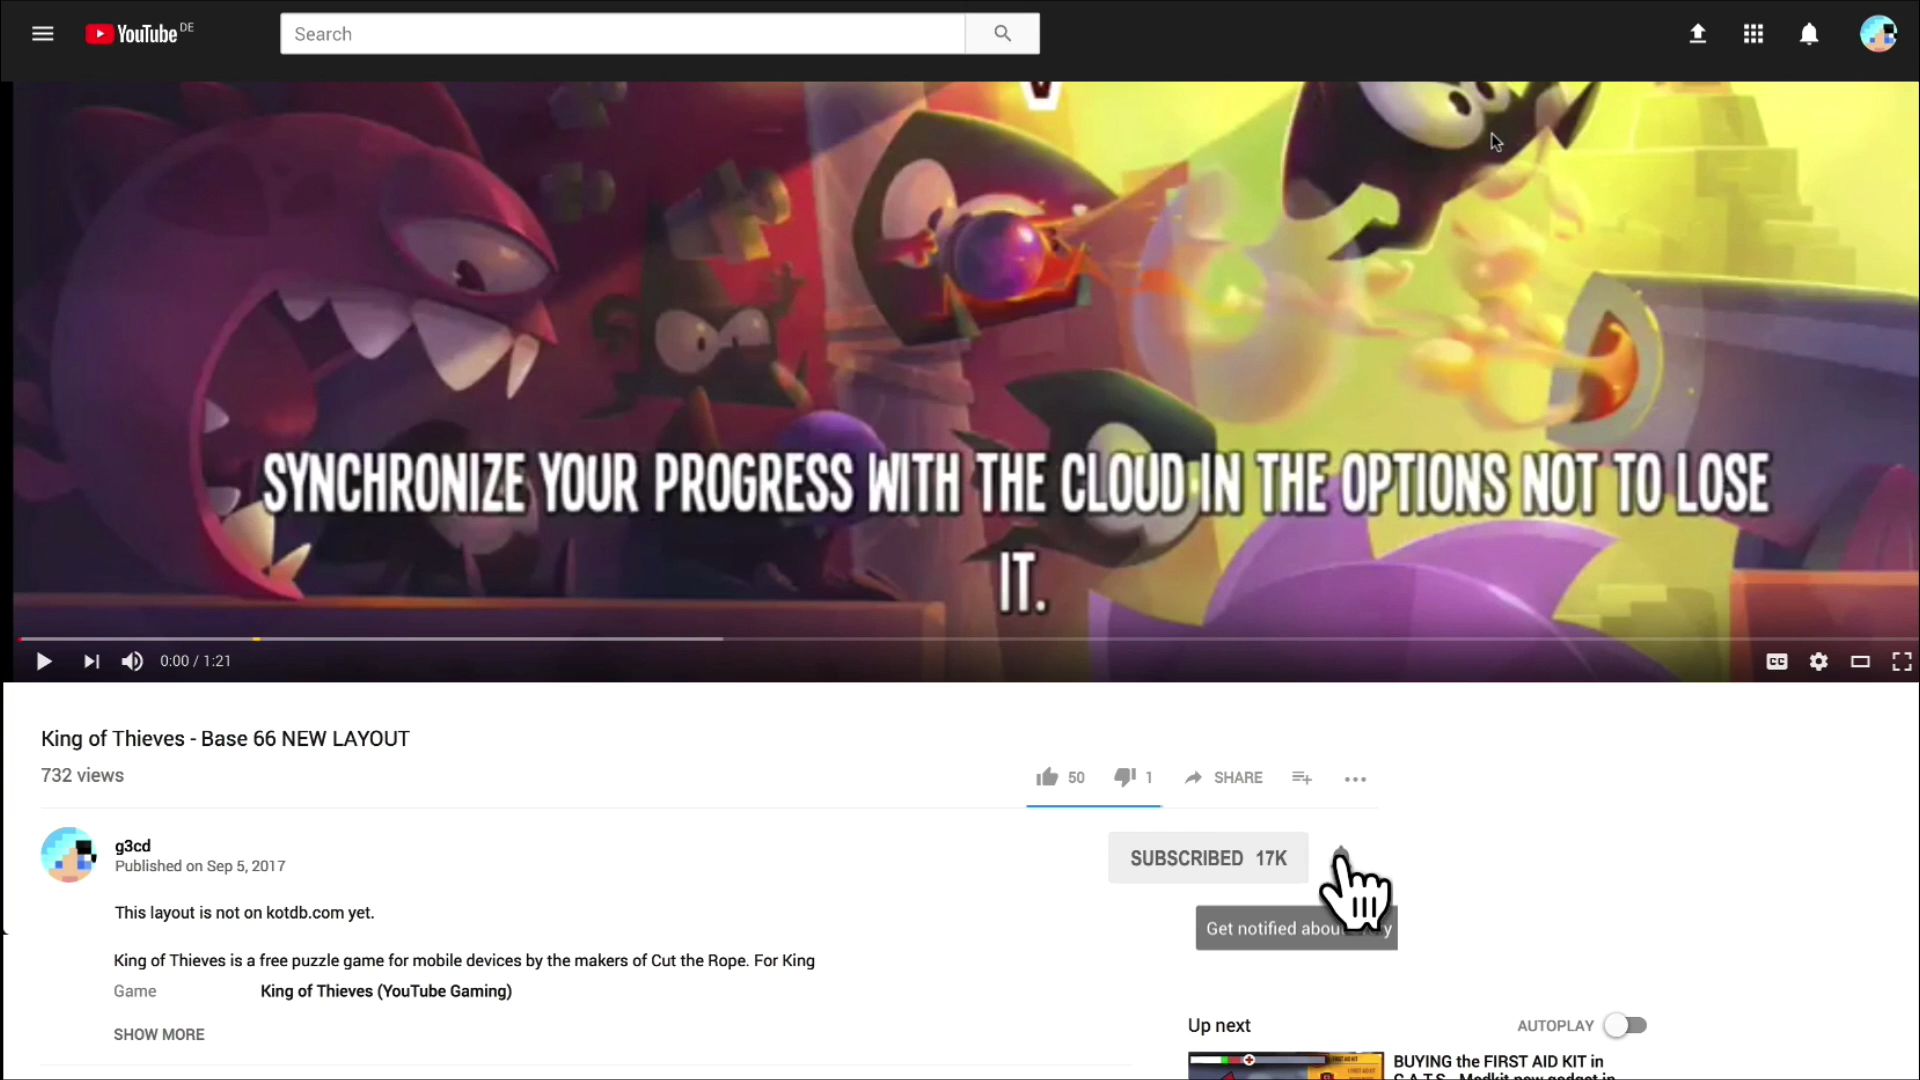 YouTube DE
Search
SYNCHRONIZE YOUR PROGRESS WITH THE CLOUD IN THE OPTIONS NOT TO LOSE
IT.
0:00 / 1:21
CC
King of Thieves - Base 66 NEW LAYOUT
732 views
50
1
SHARE
g3cd
Published on Sep 5, 2017
SUBSCRIBED 17K
This layout is not on kotdb.com yet.
Get notified about
King of Thieves is a free puzzle game for mobile devices by the makers of Cut the Rope. For King
Game
King of Thieves (YouTube Gaming)
SHOW MORE
Up next
AUTOPLAY
BUYING the FIRST AID KIT in
C.A.T.S - Medkit new gadget in